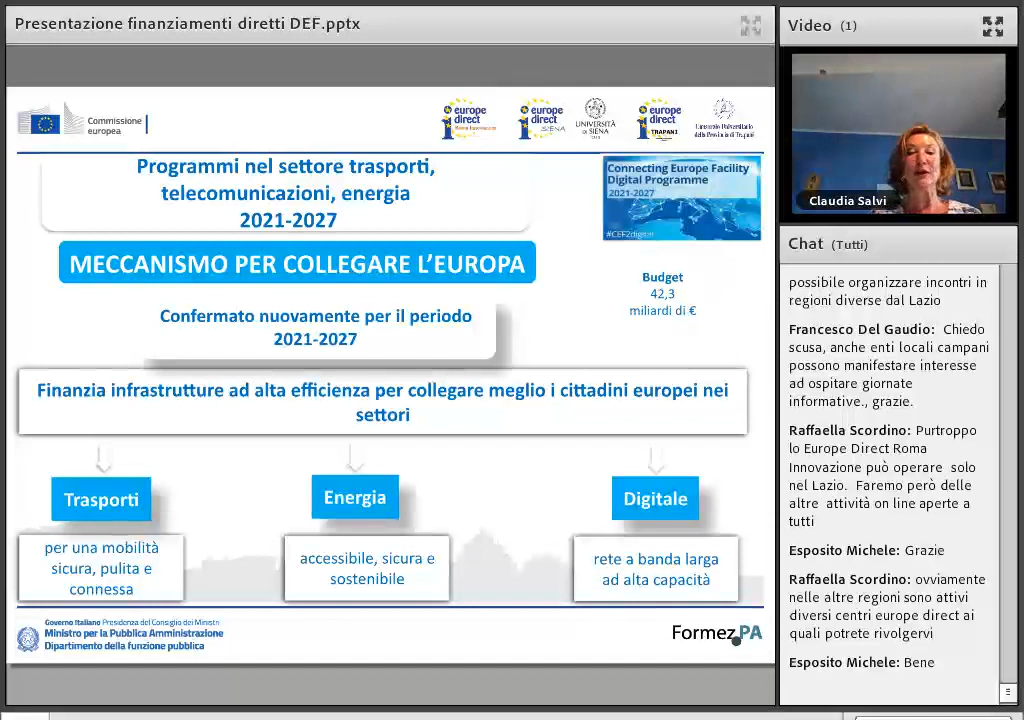 Presentazione finanziamenti diretti DEF.pptx
Commissione
europea
europe
direct
europe
direct
SIENA
UNIVERSITÀ
DI SIENA
europe
direct
TRAPANI
Programmi nel settore trasporti,
telecomunicazioni, energia
2021-2027
Connecting Europe Facility
Digital Programme
2021-2027
#CEF2digital
MECCANISMO PER COLLEGARE L’EUROPA
Budget
42,3
miliardi di €
Confermato nuovamente per il periodo
2021-2027
Finanzia infrastrutture ad alta efficienza per collegare meglio i cittadini europei nei
settori
Trasporti
Energia
Digitale
per una mobilità
sicura, pulita e
connessa
accessibile, sicura e
sostenibile
rete a banda larga
ad alta capacità
Governo Italiano Presidenza del Consiglio dei Ministri
Ministro per la Pubblica Amministrazione
Dipartimento della funzione pubblica
Formez PA
Video (1)
Claudia Salvi
Chat (Tutti)
possibile organizzare incontri in
regioni diverse dal Lazio
Francesco Del Gaudio: Chiedo
scusa, anche enti locali campani
possono manifestare interesse
ad ospitare giornate
informative., grazie.
Raffaella Scordino: Purtroppo
lo Europe Direct Roma
Innovazione può operare solo
nel Lazio. Faremo però delle
altre attività on line aperte a
tutti
Esposito Michele: Grazie
Raffaella Scordino: ovviamente
nelle altre regioni sono attivi
diversi centri europe direct ai
quali potrete rivolgervi
Esposito Michele: Bene